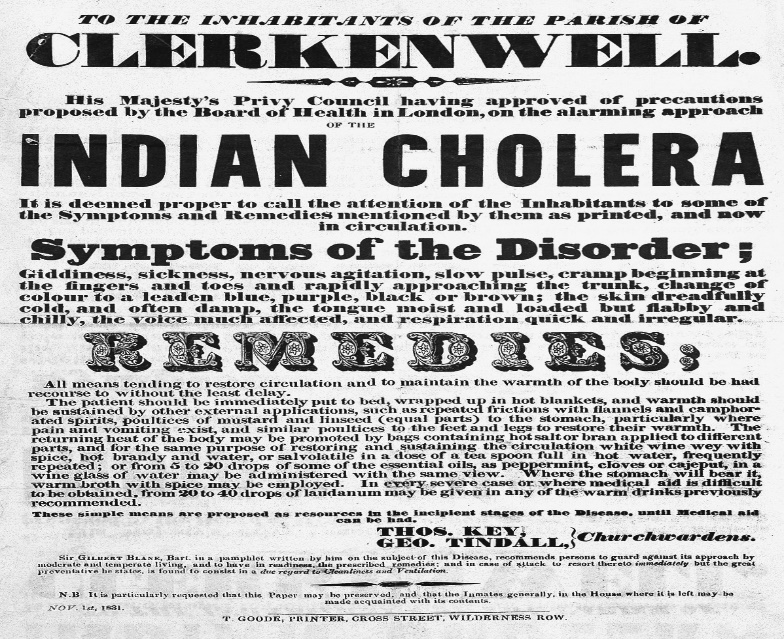 TO THE INHABITANTS OF THE PARISH OF
CLERKENWELL.
His Majesty's Privy Council having approved of precautions
proposed by the Board of Health in London, on the alarming approach
OF THE
INDIAN CHOLERA
It is deemed proper to call the attention of the Inhabitants to some of
the Symptoms and Remedies mentioned by them as printed, and now
in circulation.
Symptoms of the Disorder;
Giddiness, sickness, nervous agitation, slow pulse, cramp beginning at
the fingers and toes and rapidly approaching the trunk, change of
colour to a leaden blue, purple, black or brown; the skin dreadfully
cold, and often damp, the tongue moist and loaded but flabby and
chilly, the voice much affected, and respiration quick and irregular.
REMEDIES;
All means tending to restore circulation and to maintain the warmth of the body should be had
recourse to without the least delay.
The patient should be immediately put to bed, wrapped up in hot blankets, and warmth should
be sustained by other external applications, such as repeated frictions with flannels and camphor-
ated spirits, poultices of mustard and linseed (equal parts) to the stomach, particularly where
pain and vomiting exist, and similar poultices to the feet and legs to restore their warmth. The
returning heat of the body may be promoted by bags containing hot salt or bran applied to different
parts, and for the same purpose of restoring and sustaining the circulation white wine wey with
spice, hot brandy and water, or salvolatile in a dose of a tea spoon full in hot water, frequently
repeated; or from 5 to 20 drops of some of the essential oils, as peppermint, cloves or cajeput, in a
wine glass of water may be administered with the same view. Where the stomach will bear it,
warm broth with spice may be employed. In every severe case or where medical aid is difficult
to be obtained, from 20 to 40 drops of laudanum may be given in any of the warm drinks previously
recommended.
These simple means are proposed as resources in the incipient stages of the Disease, until Medical aid
can be had.
THOS. KEY,
GEO. TINDALL, } Churchwardens.
Sir GILBERT BLANE, Bart. in a pamphlet written by him on the subject of this Disease, recommends persons to guard against its approach by
moderate and temperate living, and to have in readiness, the prescribed remedies; and in case of attack to resort thereto immediately but the great
preventative he states, is found to consist in a due regard to Cleanliness and Ventilation.
N.B It is particularly requested that this Paper may be preserved, and that the Inmates generally, in the House where it is left may be
made acquainted with its contents.
NOV. 1st, 1831.
T. GOODE, PRINTER, CROSS STREET, WILDERNESS ROW.